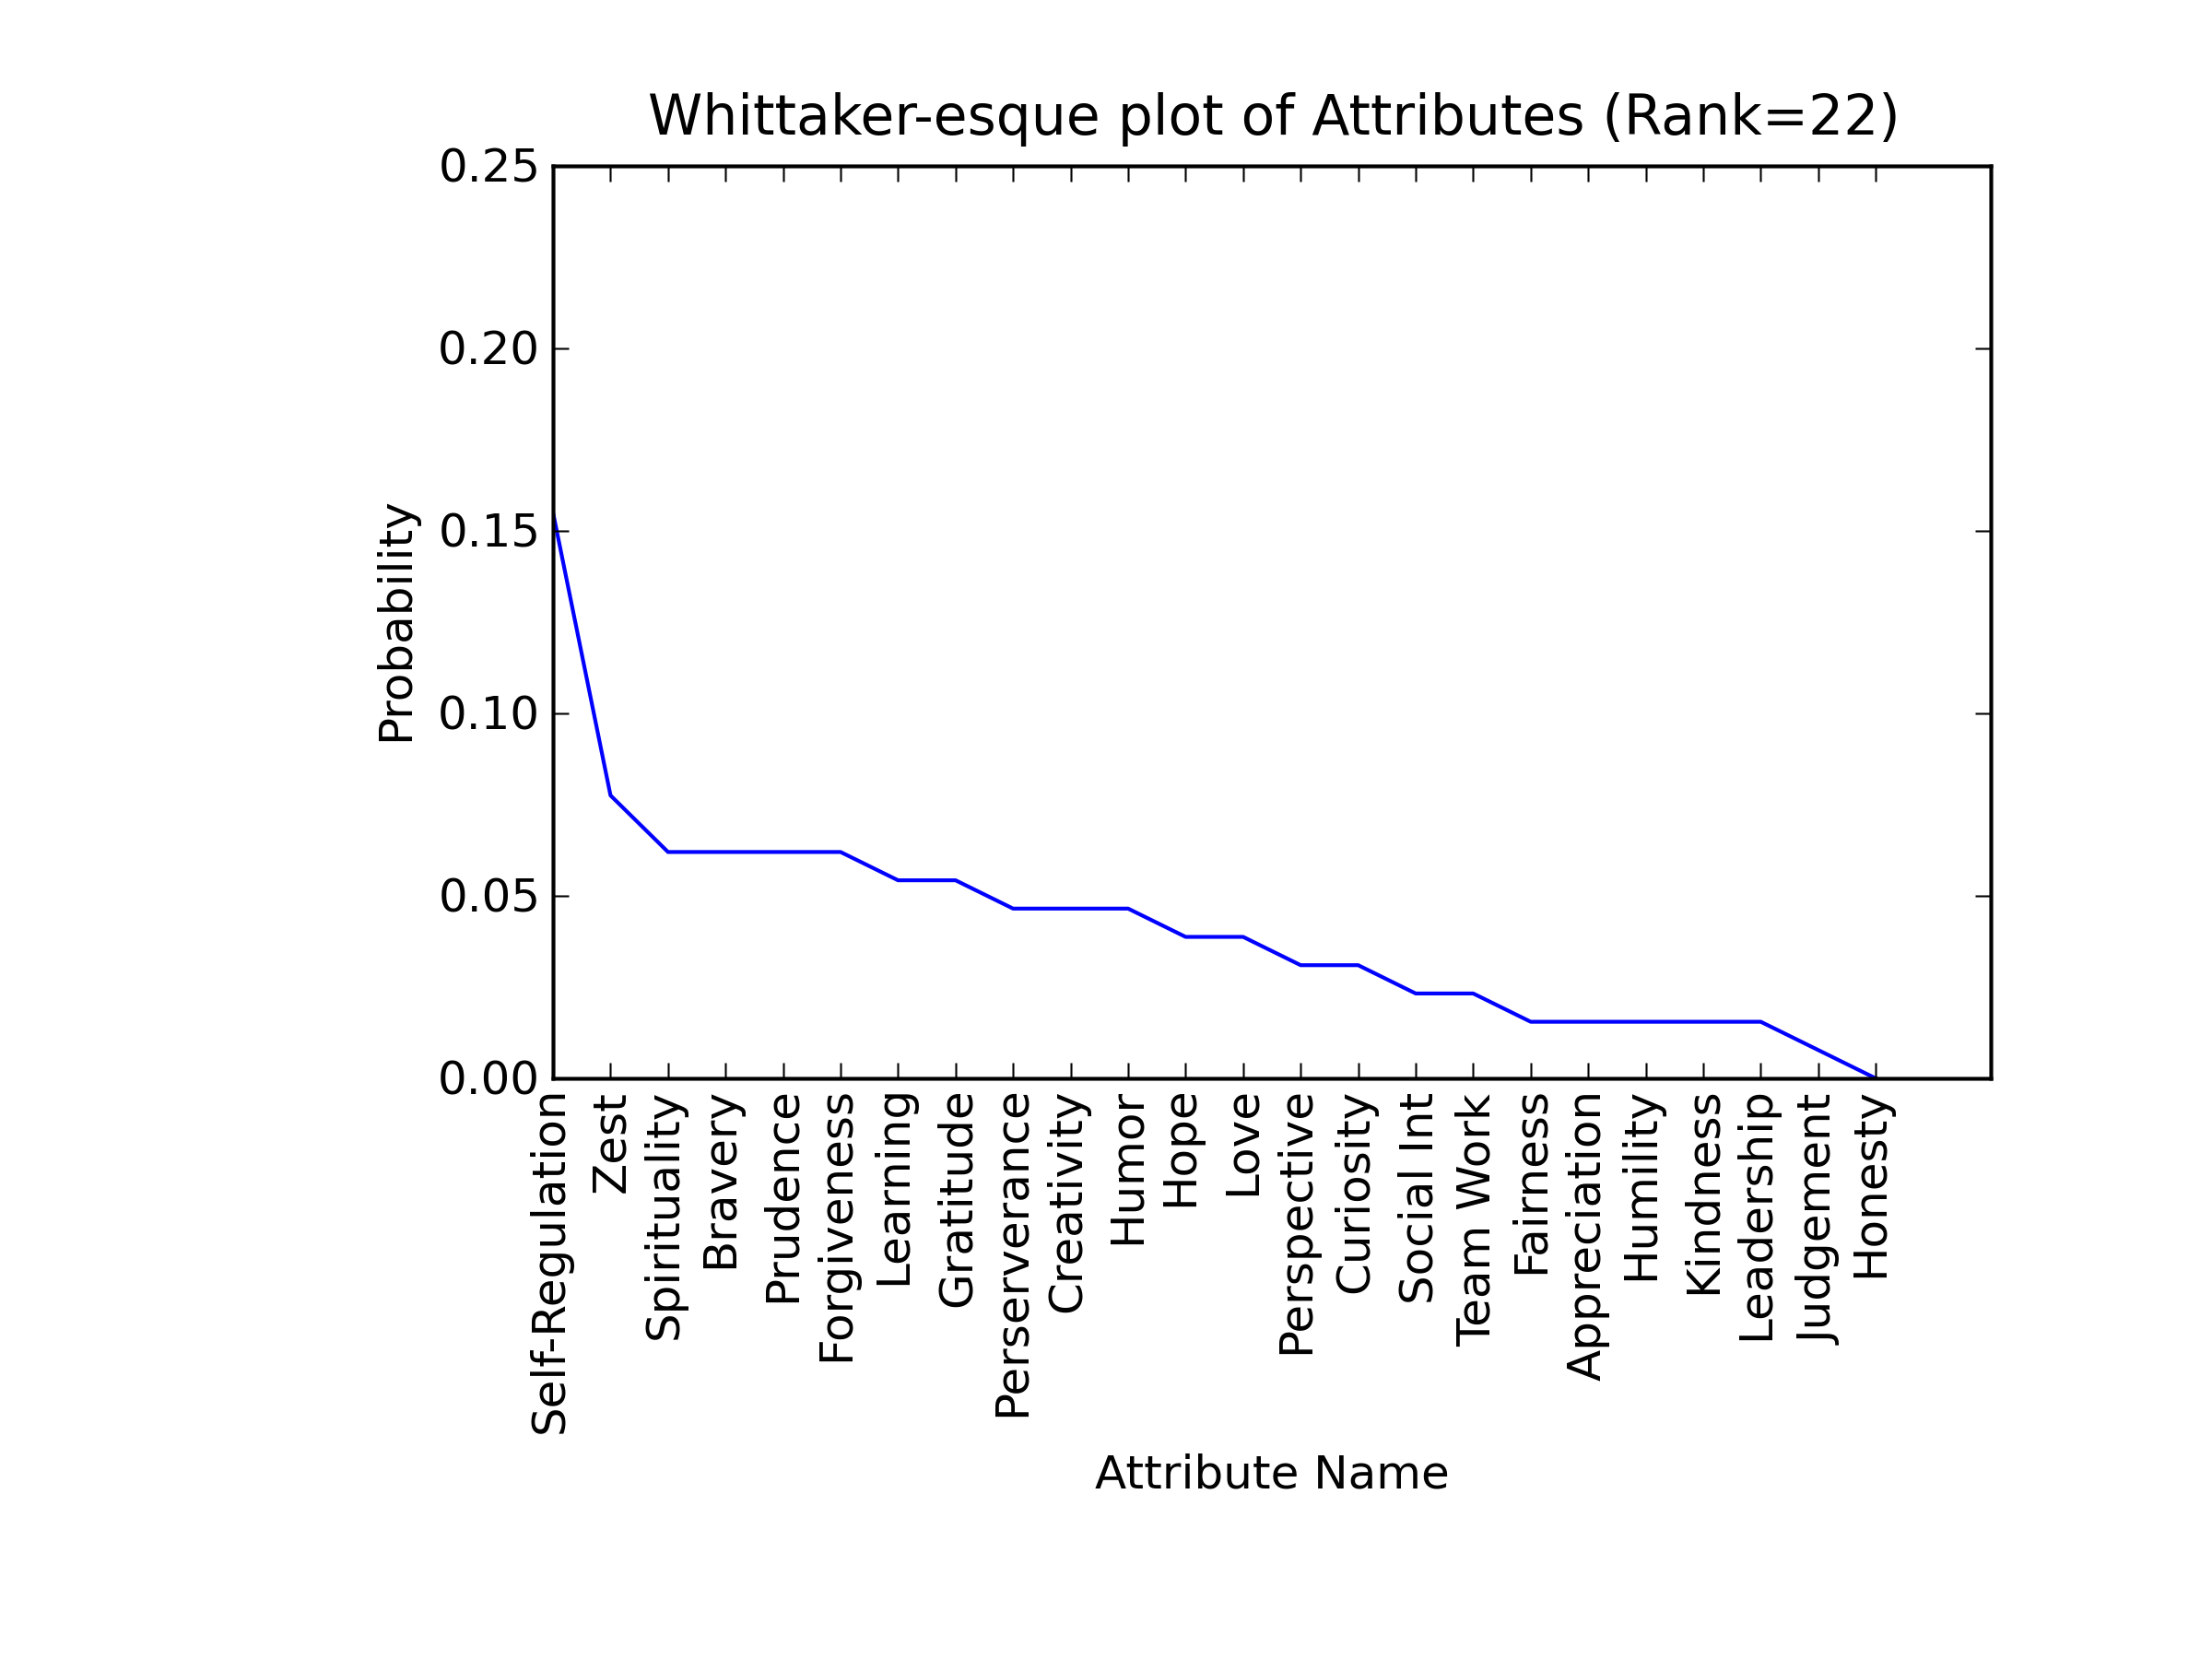 Whittaker-esque plot of Attributes (Rank=22)
0.25
0.20
0.15
0.10
0.05
0.00
Probability
Self-Regulation
Zest
Spirituality
Bravery
Prudence
Forgiveness
Learning
Gratitude
Perserverance
Creativity
Humor
Hope
Love
Perspective
Curiosity
Social Int
Team Work
Fairness
Appreciation
Humility
Kindness
Leadership
Judgement
Honesty
Attribute Name